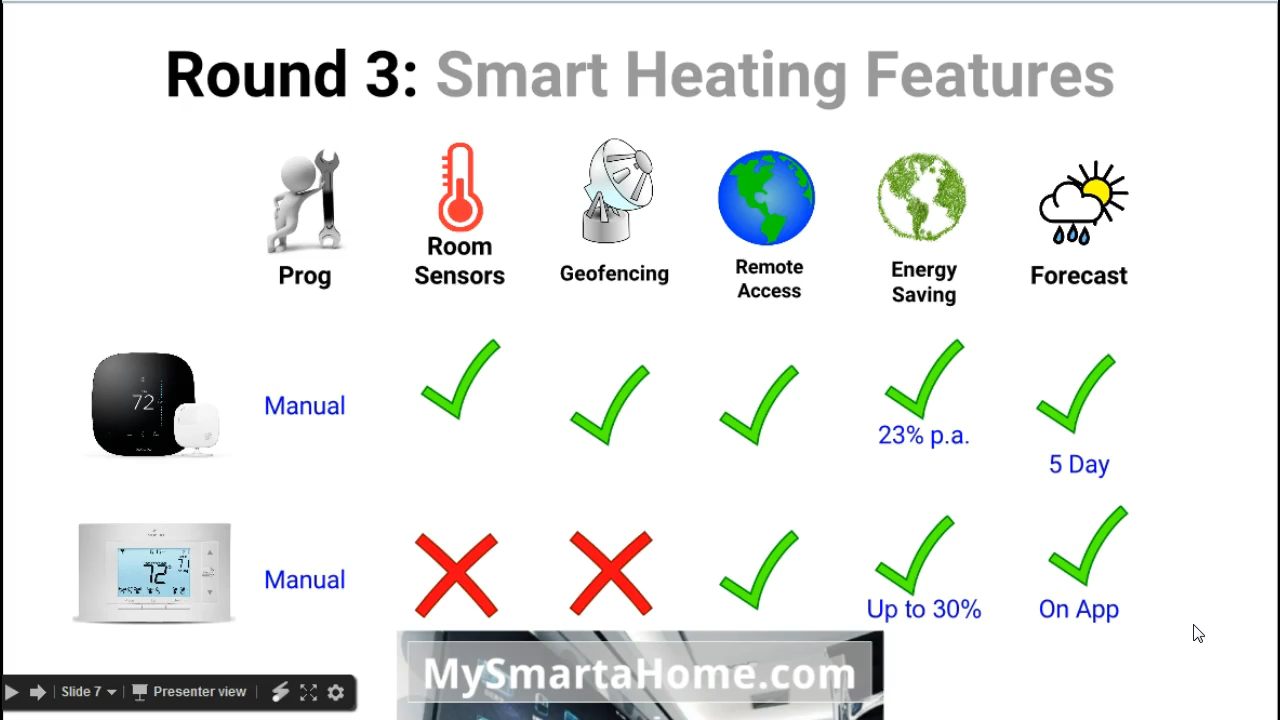 Round 3: Smart Heating Features
Prog
Room
Sensors
Geofencing
Remote
Access
Energy
Saving
Forecast
72
Manual
23% p.a.
5 Day
72
Manual
Up to 30%
On App
MySmartaHome.com
Slide 7
Presenter view